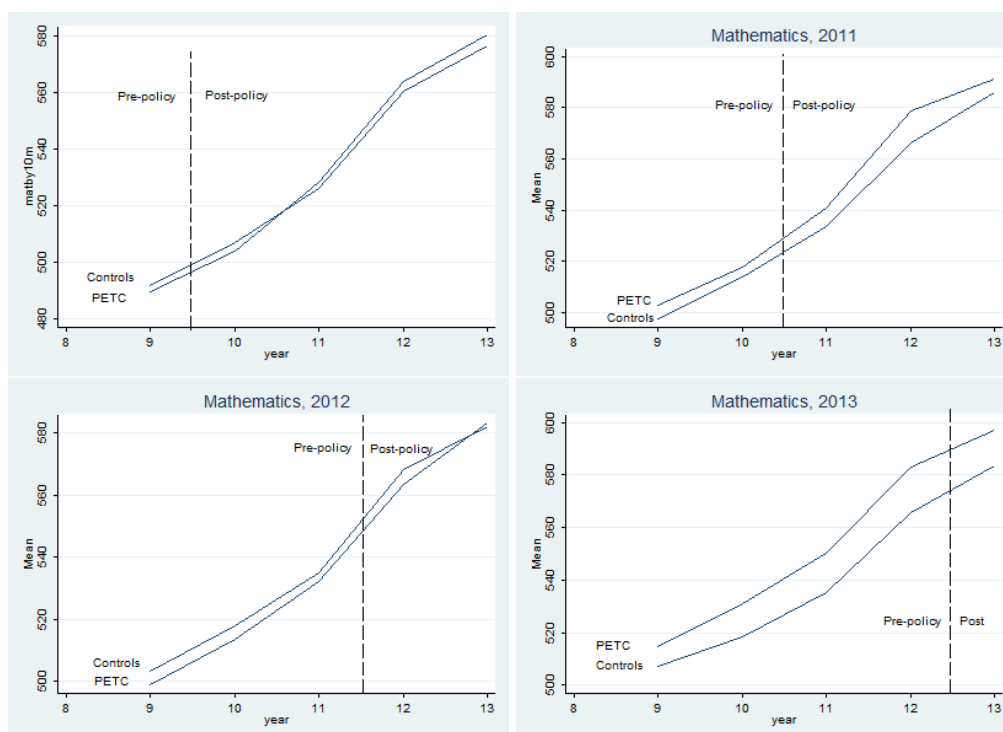 580
560
540
520
500
480
matby10m
Pre-policy
Post-policy
Controls
PETC
8 9 10 11 12 13
year
Mathematics, 2011
600
580
560
540
520
500
Mean
Pre-policy
Post-policy
PETC
Controls
8 9 10 11 12 13
year
Mathematics, 2012
580
560
540
520
500
Mean
Pre-policy
Post-policy
Controls
PETC
8 9 10 11 12 13
year
Mathematics, 2013
600
580
560
540
520
500
Mean
Pre-policy
Post
PETC
Controls
8 9 10 11 12 13
year